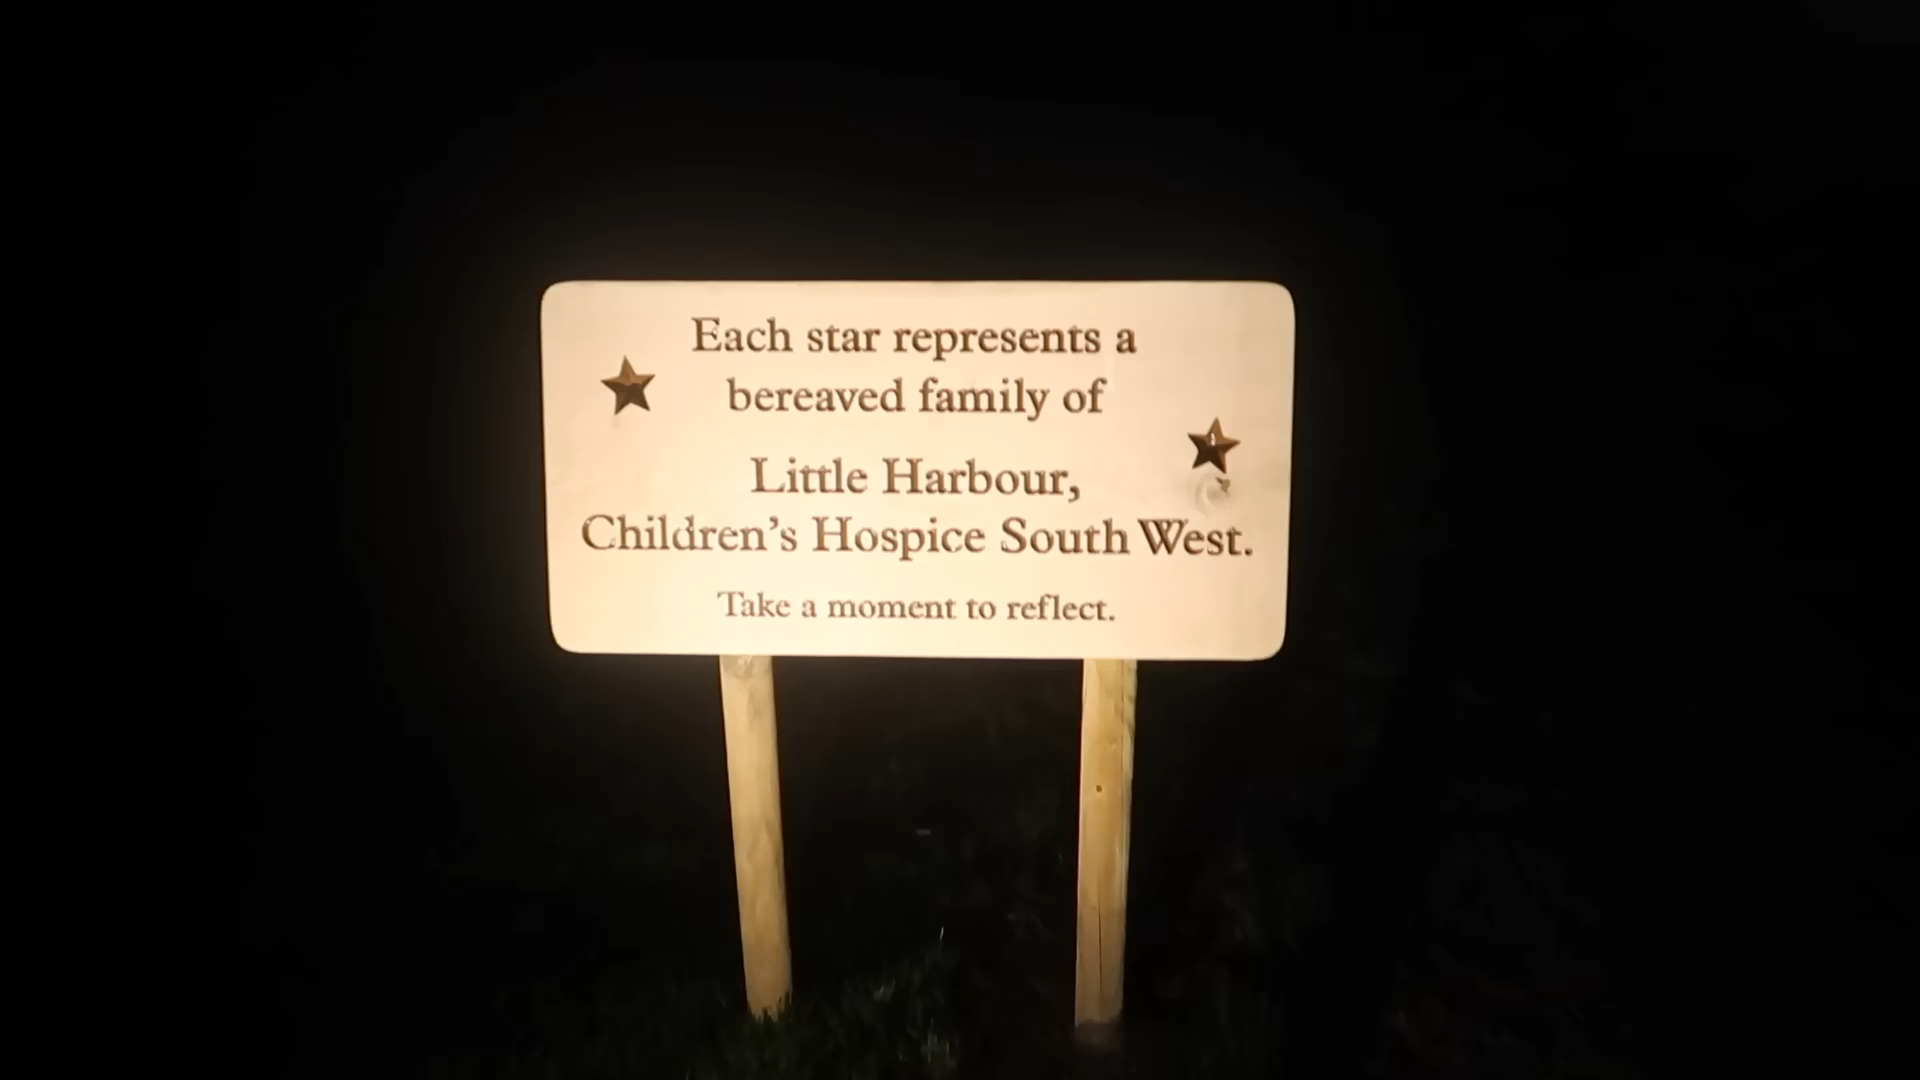 Each star represents a
bereaved family of
Little Harbour,
Children's Hospice South West.
Take a moment to reflect.